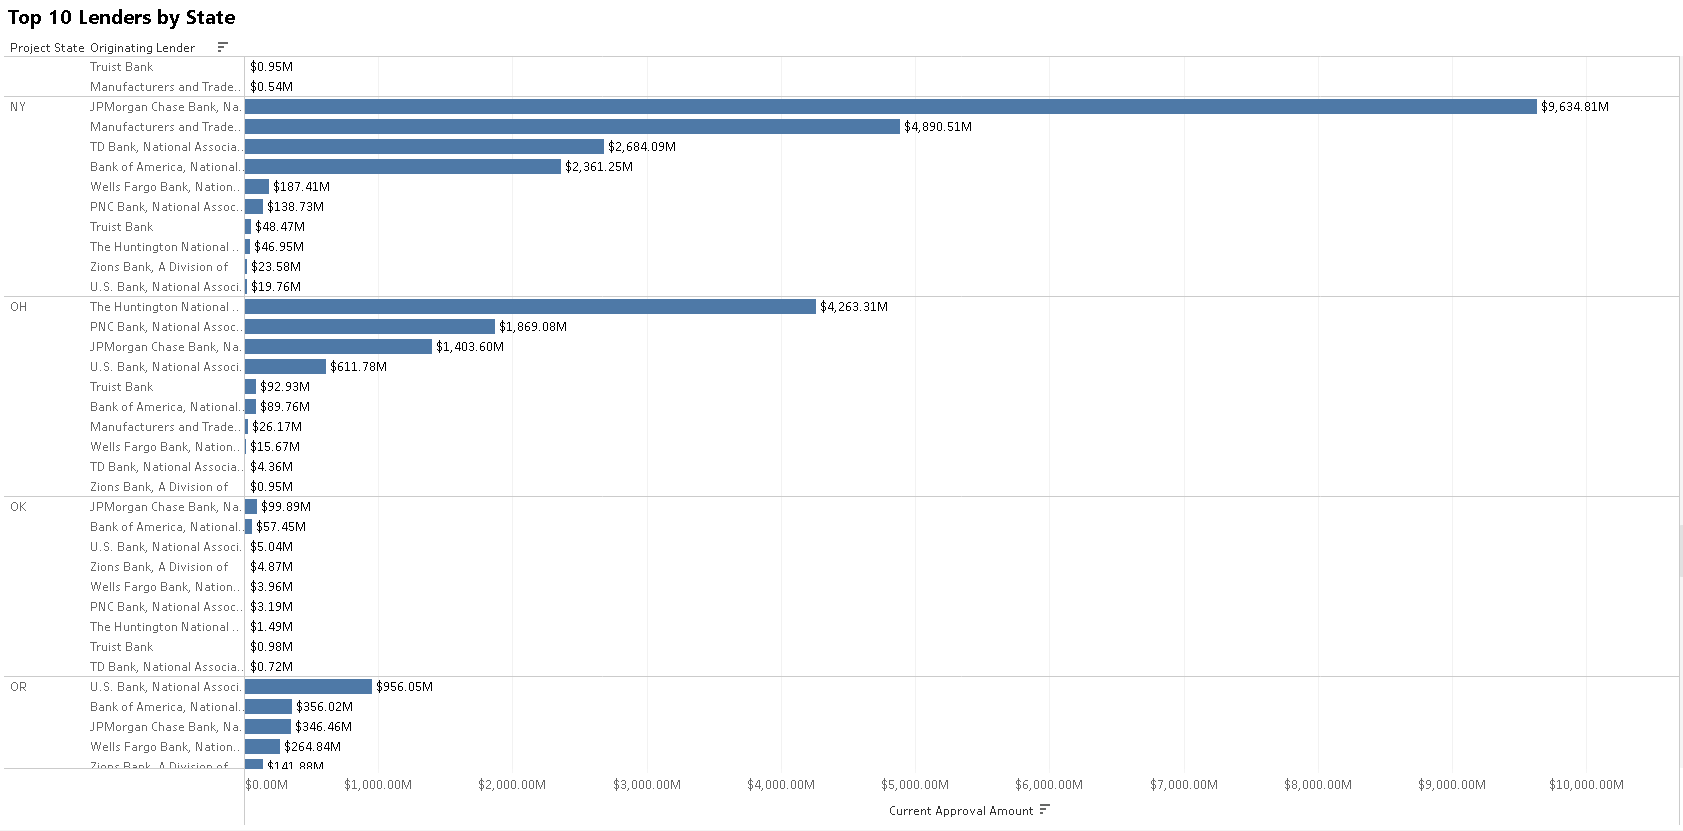 Top 10 Lenders by State
Project State Originating Lender
Truist Bank $0.95M
Manufacturers and Trade.. $0.54M
NY JPMorgan Chase Bank, Na. $9,634.81M
Manufacturers and Trade.. $4,890.51M
TD Bank, National Associa.. $2,684.09M
Bank of America, National.. $2,361.25M
Wells Fargo Bank, Nation.. $187.41M
PNC Bank, National Assoc.. $138.73M
Truist Bank $48.47M
The Huntington National .. $46.95M
Zions Bank, A Division of $23.58M
U.S. Bank, National Associ. $19.76M
OH The Huntington National .. $4,263.31M
PNC Bank, National Assoc.. $1,869.08M
JPMorgan Chase Bank, Na. $1,403.60M
U.S. Bank, National Associ. $611.78M
Truist Bank $92.93M
Bank of America, National.. $89.76M
Manufacturers and Trade.. $26.17M
Wells Fargo Bank, Nation.. $15.67M
TD Bank, National Associa.. $4.36M
Zions Bank, A Division of $0.95M
OK JPMorgan Chase Bank, Na. $99.89M
Bank of America, National.. $57.45M
U.S. Bank, National Associ. $5.04M
Zions Bank, A Division of $4.87M
Wells Fargo Bank, Nation.. $3.96M
PNC Bank, National Assoc.. $3.19M
The Huntington National .. $1.49M
Truist Bank $0.98M
TD Bank, National Associa.. $0.72M
OR U.S. Bank, National Associ. $956.05M
Bank of America, National.. $356.02M
JPMorgan Chase Bank, Na. $346.46M
Wells Fargo Bank, Nation.. $264.84M
Zions Bank, A Division of $141.88M
$0.00M $1,000.00M $2,000.00M $3,000.00M $4,000.00M $5,000.00M $6,000.00M $7,000.00M $8,000.00M $9,000.00M $10,000.00M
Current Approval Amount